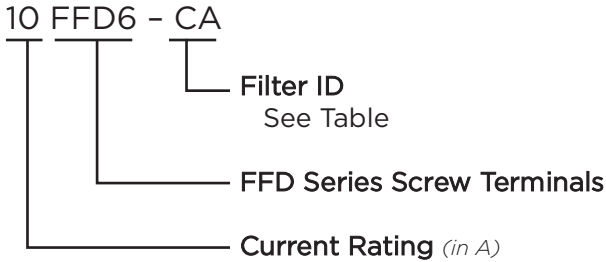 10 FFD6 – CA
Filter ID
See Table
FFD Series Screw Terminals
Current Rating (in A)